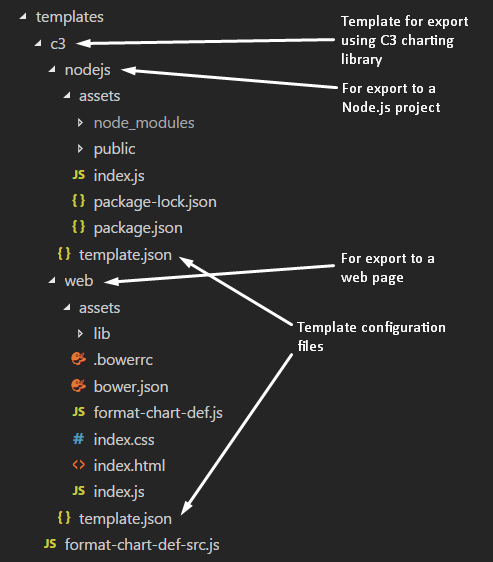 templates
c3
nodejs
assets
node_modules
public
JS index.js
{} package-lock.json
{} package.json
{} template.json
web
assets
lib
.bowerrc
bower.json
JS format-chart-def.js
# index.css
<> index.html
JS index.js
{} template.json
JS format-chart-def-src.js
Template for export
using C3 charting
library
For export to a
Node.js project
For export to a
web page
Template configuration
files